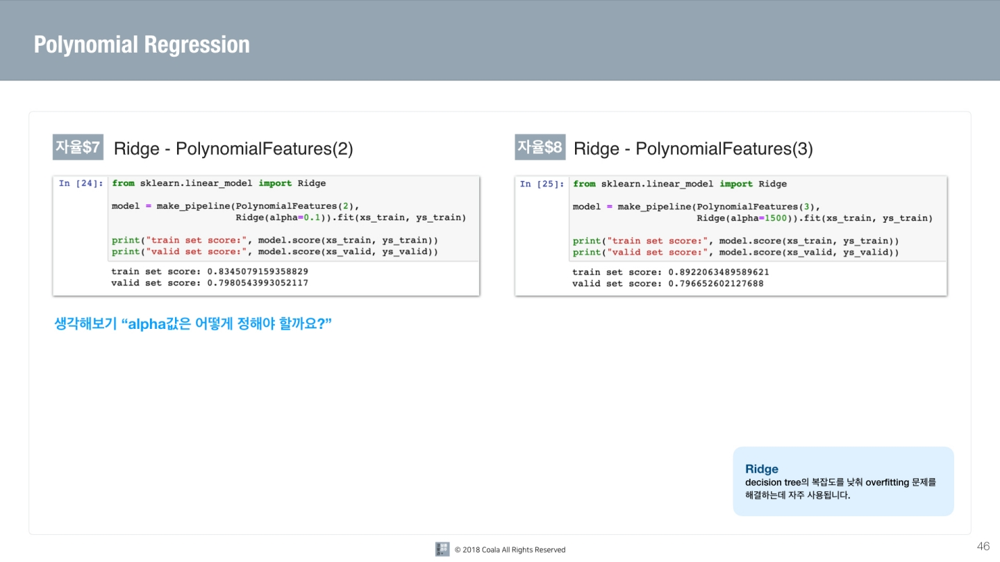 Polynomial Regression
자율$7 Ridge - PolynomialFeatures(2)
In [24]: from sklearn.linear_model import Ridge
model = make_pipeline(PolynomialFeatures(2),
Ridge(alpha=0.1)).fit(xs_train, ys_train)
print("train set score:", model.score(xs_train, ys_train))
print("valid set score:", model.score(xs_valid, ys_valid))
train set score: 0.8345079159358829
valid set score: 0.7980543993052117
생각해보기 “alpha값은 어떻게 정해야 할까요?”
자율$8 Ridge - PolynomialFeatures(3)
In [25]: from sklearn.linear_model import Ridge
model = make_pipeline(PolynomialFeatures(3),
Ridge(alpha=1500)).fit(xs_train, ys_train)
print("train set score:", model.score(xs_train, ys_train))
print("valid set score:", model.score(xs_valid, ys_valid))
train set score: 0.8922063489589621
valid set score: 0.796652602127688
Ridge
decision tree의 복잡도를 낮춰 overfitting 문제를
해결하는데 자주 사용됩니다.
© 2018 Coala All Rights Reserved
46